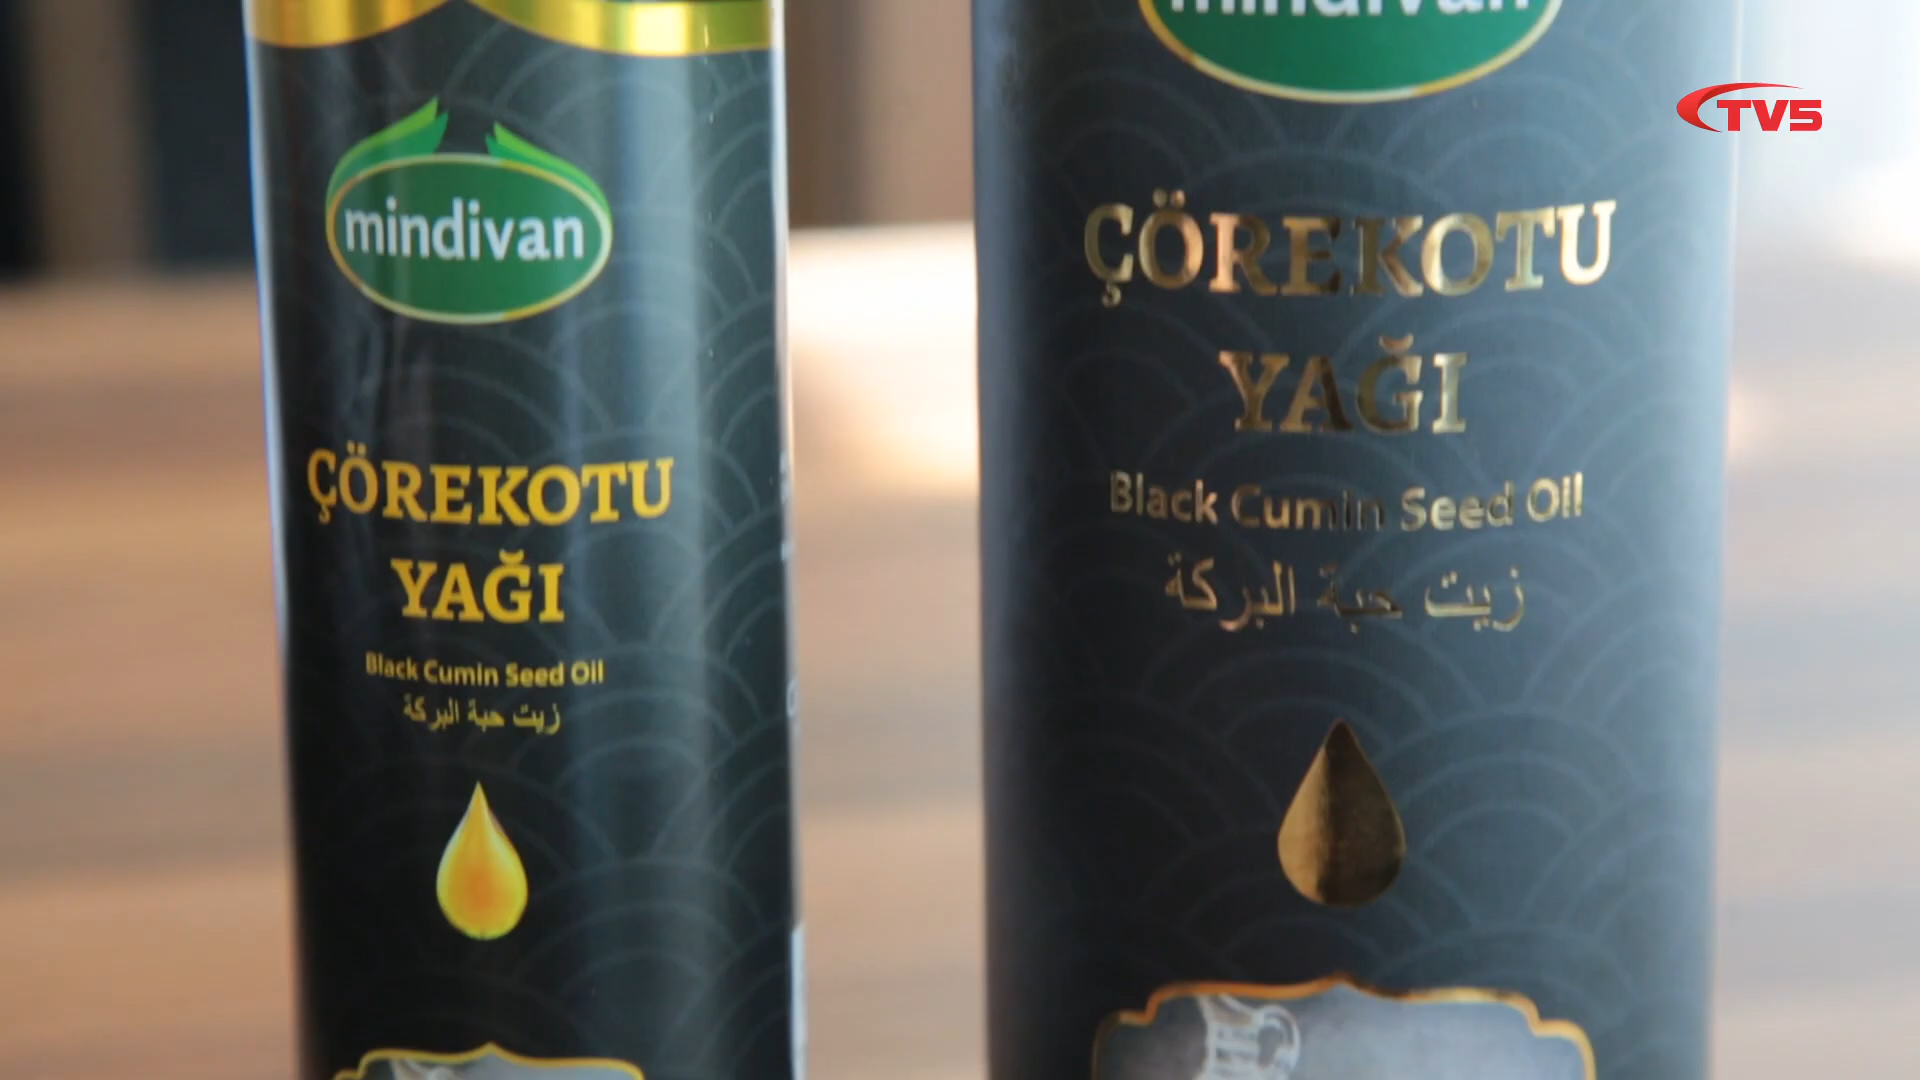 mindivan
ÇÖREKOTU
YAĞI
Black Cumin Seed Oil
زيت حبة البركة
mindivan
ÇÖREKOTU
YAĞI
Black Cumin Seed Oil
زيت حبة البركة
TV5